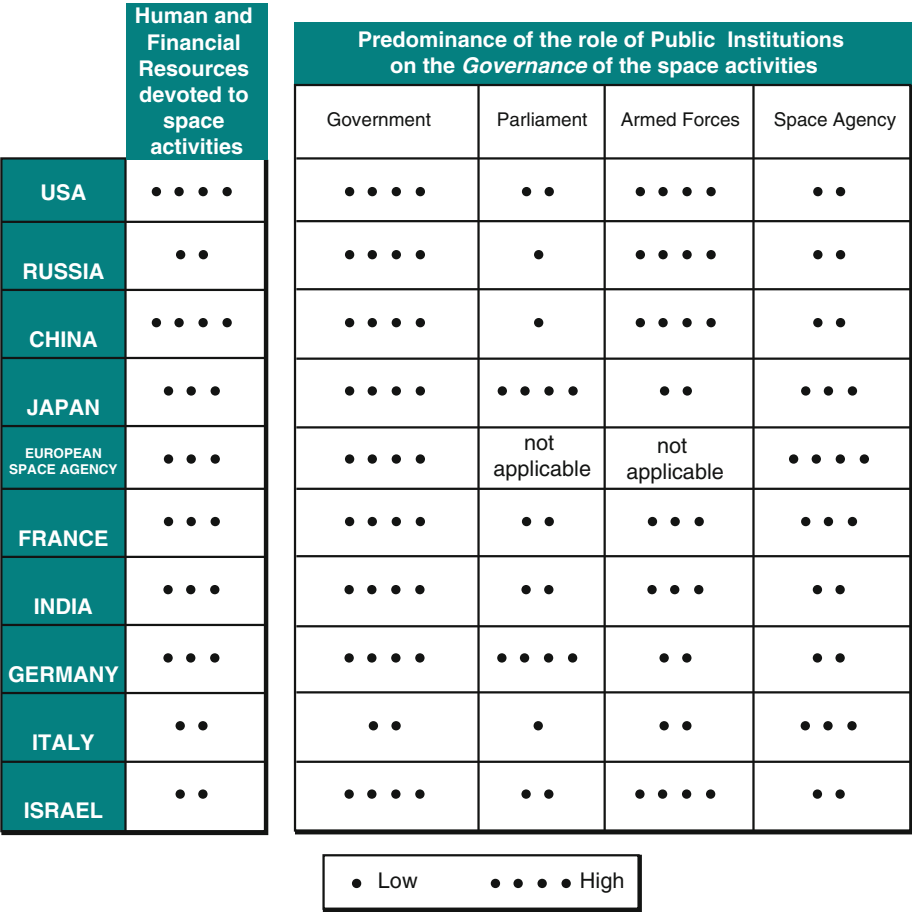 Human and
Financial
Resources
devoted to
space
activities
Predominance of the role of Public Institutions
on the Governance of the space activities
Government Parliament Armed Forces Space Agency
USA • • • • • • • • • • • • • • • •
RUSSIA • • • • • • • • • • • • •
CHINA • • • • • • • • • • • • • • •
JAPAN • • • • • • • • • • • • • • • •
EUROPEAN
SPACE AGENCY • • • • • • • not
applicable not
applicable • • • •
FRANCE • • • • • • • • • • • • • • •
INDIA • • • • • • • • • • • • • •
GERMANY • • • • • • • • • • • • • • •
ITALY • • • • • • • • • •
ISRAEL • • • • • • • • • • • • • •
• Low • • • • High